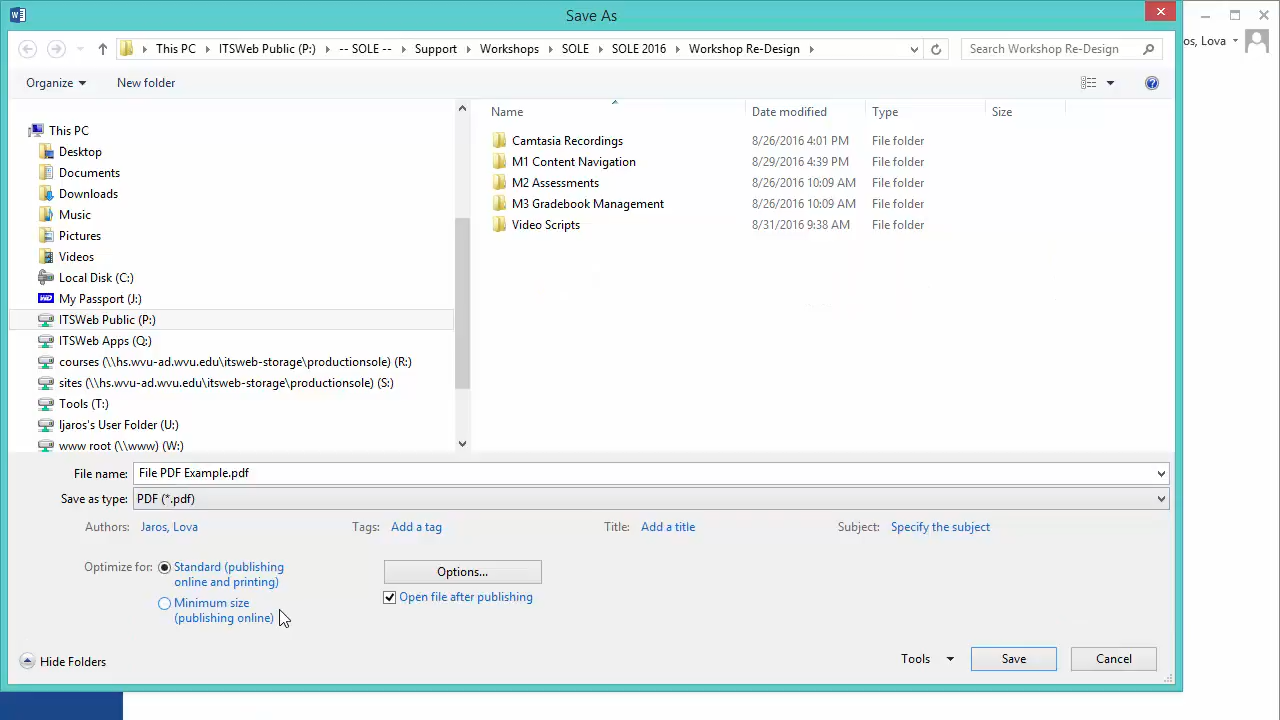 Save As
os, Lova
This PC ITSWeb Public (P:) -- SOLE -- Support Workshops SOLE SOLE 2016 Workshop Re-Design
Search Workshop Re-Design
Organize New folder
Name Date modified Type Size
This PC
Desktop
Documents
Downloads
Music
Pictures
Videos
Local Disk (C:)
My Passport (J:)
ITSWeb Public (P:)
ITSWeb Apps (Q:)
courses (\\hs.wvu-ad.wvu.edu\itsweb-storage\productionsole) (R:)
sites (\\hs.wvu-ad.wvu.edu\itsweb-storage\productionsole) (S:)
Tools (T:)
ljaros's User Folder (U:)
www root (\\www) (W:)
Camtasia Recordings 8/26/2016 4:01 PM File folder
M1 Content Navigation 8/29/2016 4:39 PM File folder
M2 Assessments 8/26/2016 10:09 AM File folder
M3 Gradebook Management 8/26/2016 10:09 AM File folder
Video Scripts 8/31/2016 9:38 AM File folder
File name: File PDF Example.pdf
Save as type: PDF (*.pdf)
Authors: Jaros, Lova Tags: Add a tag Title: Add a title Subject: Specify the subject
Optimize for: Standard (publishing
online and printing)
Minimum size
(publishing online)
Options...
Open file after publishing
Hide Folders
Tools Save Cancel